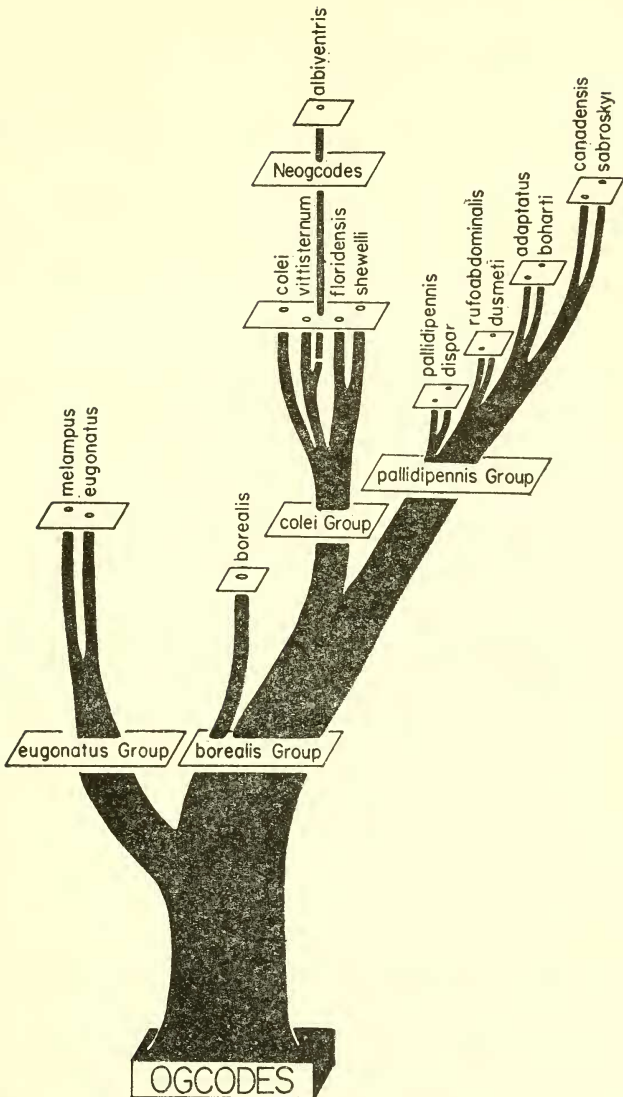 albiventris
Neogcodes
colei
vittisternum
floridensis
shewelli
canadensis
sabroskyi
adaptatus
boharti
rufoabdominalis
dusmeti
pallidipennis
dispar
pallidipennis Group
melampus
eugonatus
colei Group
borealis
eugonatus Group
borealis Group
OGCODES